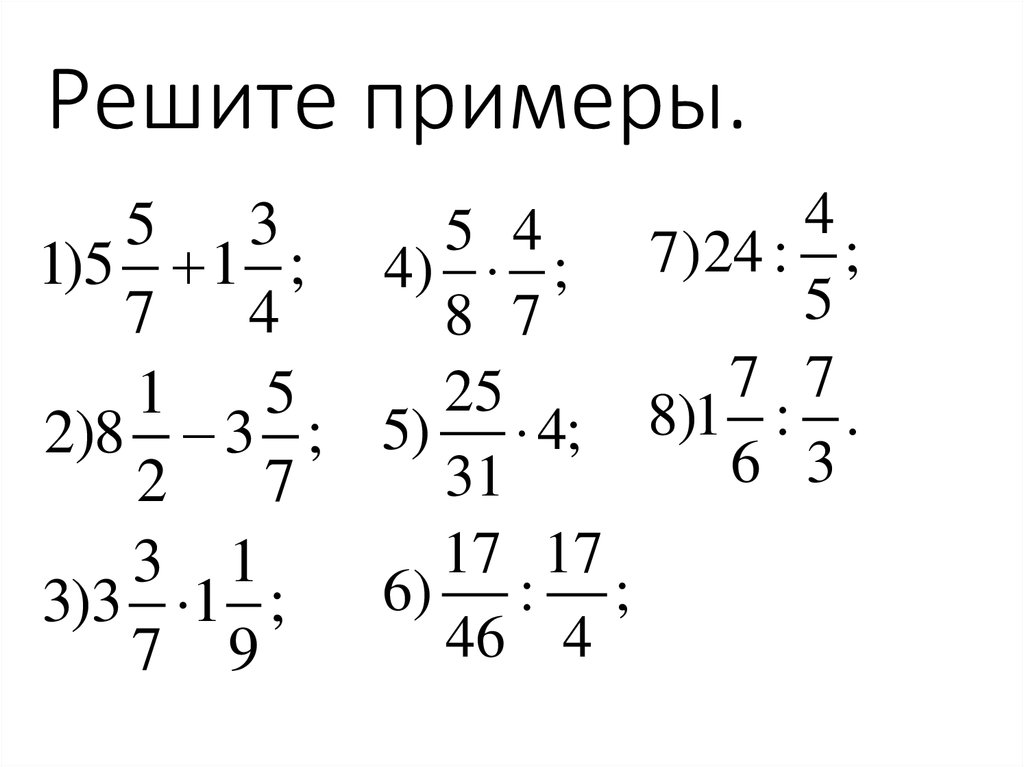 Решите примеры.
1) 5 5/7 + 1 3/4;
2) 8 1/2 − 3 5/7;
3) 3 3/7 · 1 1/9;
4) 5/8 · 4/7;
5) 25/31 · 4;
6) 17/46 : 17/4;
7) 24 : 4/5;
8) 1 7/6 : 7/3.